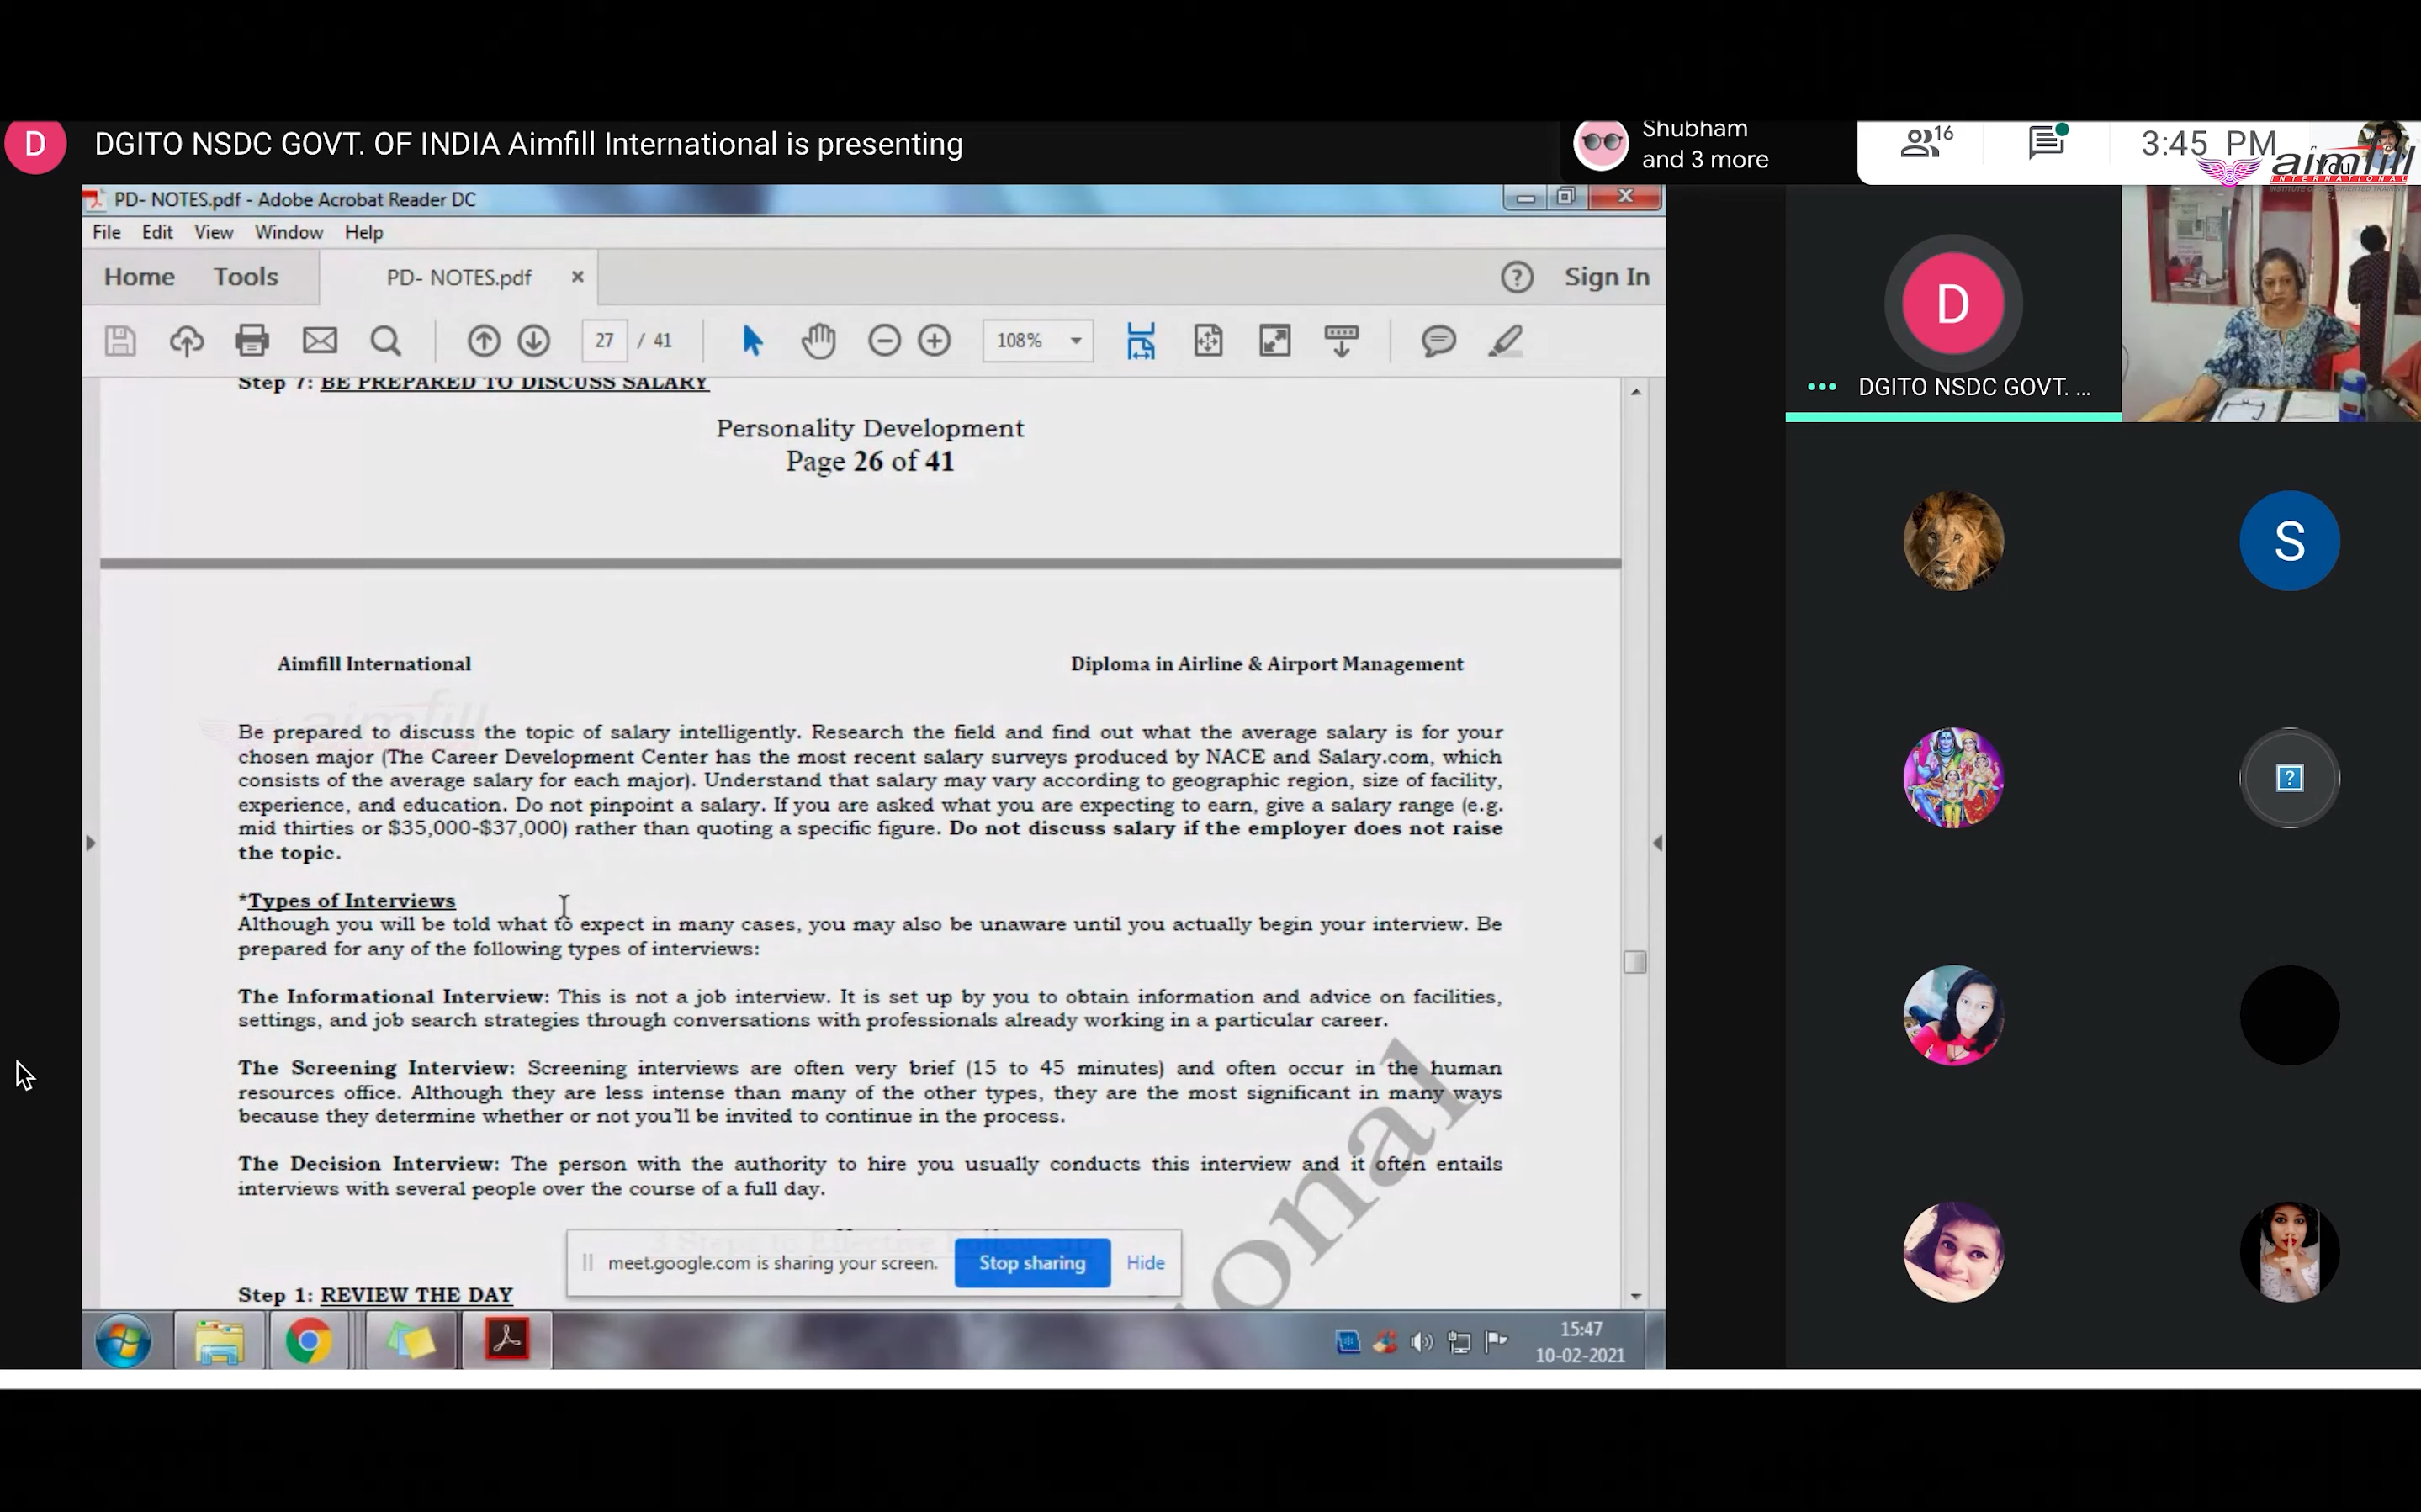 D
DGITO NSDC GOVT. OF INDIA Aimfill International is presenting
Shubham
and 3 more
16
3:45 PM
You
aimfill
INTERNATIONAL
PD- NOTES.pdf - Adobe Acrobat Reader DC
File Edit View Window Help
Home Tools PD- NOTES.pdf × ? Sign In
27 / 41 108%
Step 7: BE PREPARED TO DISCUSS SALARY
Personality Development
Page 26 of 41
Aimfill International Diploma in Airline & Airport Management
aimfill
Be prepared to discuss the topic of salary intelligently. Research the field and find out what the average salary is for your
chosen major (The Career Development Center has the most recent salary surveys produced by NACE and Salary.com, which
consists of the average salary for each major). Understand that salary may vary according to geographic region, size of facility,
experience, and education. Do not pinpoint a salary. If you are asked what you are expecting to earn, give a salary range (e.g.
mid thirties or $35,000-$37,000) rather than quoting a specific figure. Do not discuss salary if the employer does not raise
the topic.
*Types of Interviews
Although you will be told what to expect in many cases, you may also be unaware until you actually begin your interview. Be
prepared for any of the following types of interviews:
The Informational Interview: This is not a job interview. It is set up by you to obtain information and advice on facilities,
settings, and job search strategies through conversations with professionals already working in a particular career.
The Screening Interview: Screening interviews are often very brief (15 to 45 minutes) and often occur in the human
resources office. Although they are less intense than many of the other types, they are the most significant in many ways
because they determine whether or not you'll be invited to continue in the process.
The Decision Interview: The person with the authority to hire you usually conducts this interview and it often entails
interviews with several people over the course of a full day.
onal
3 Steps to Effective
meet.google.com is sharing your screen. Stop sharing Hide
Step 1: REVIEW THE DAY
15:47
10-02-2021
D
DGITO NSDC GOVT. ...
S
?